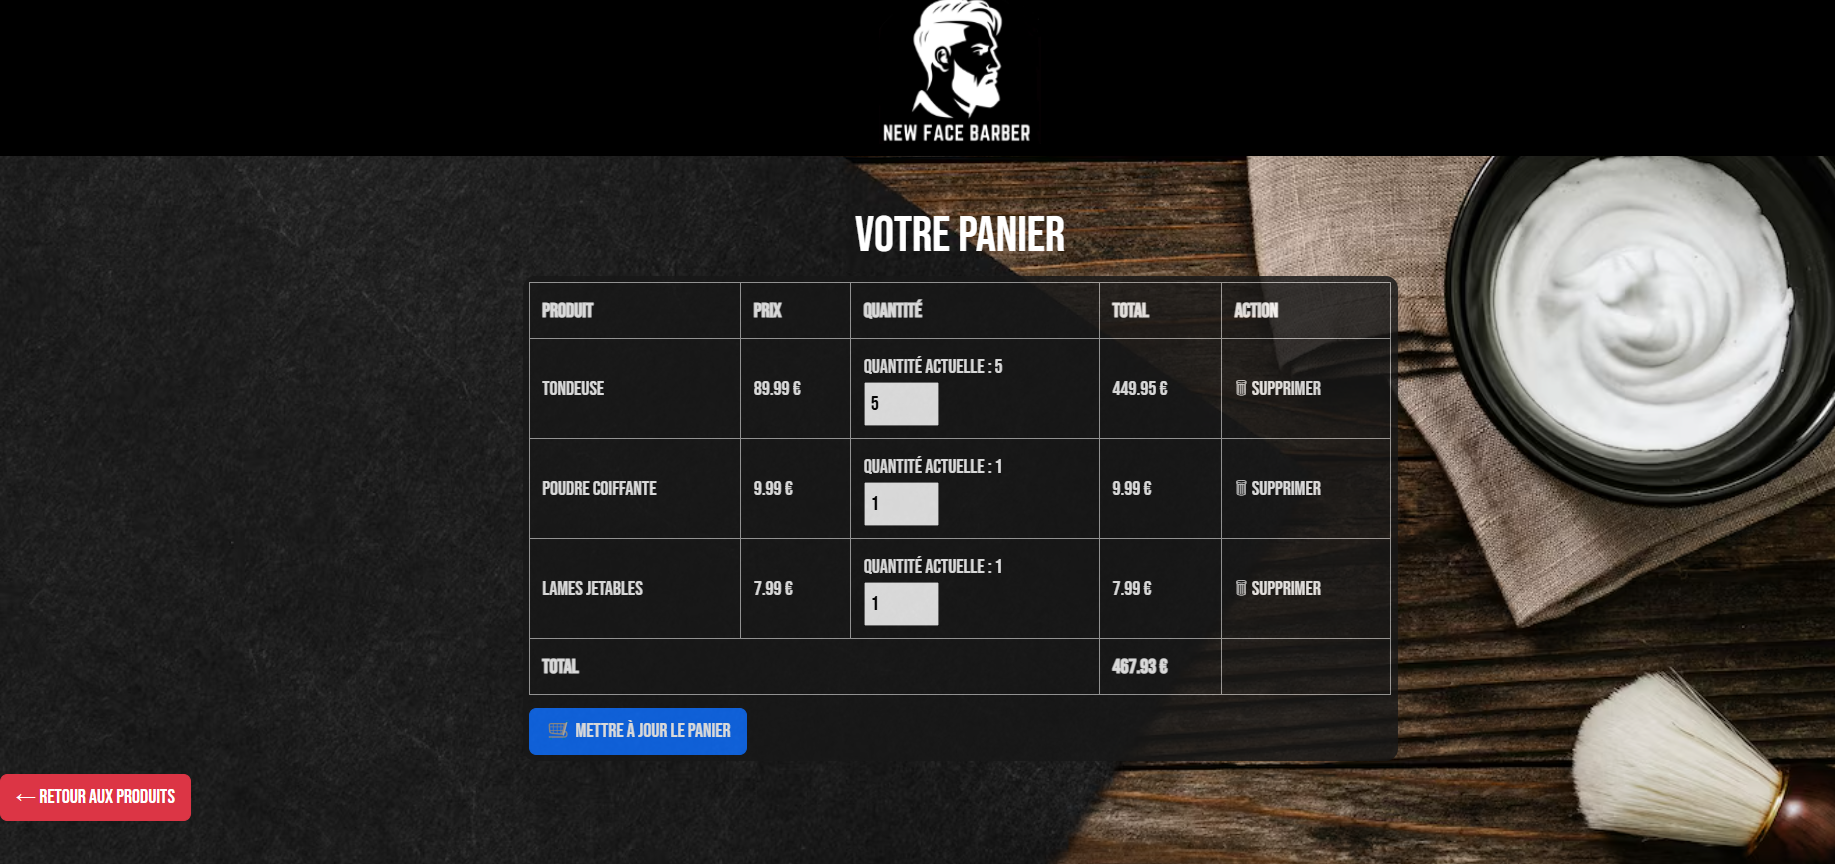 NEW FACE BARBER
VOTRE PANIER
PRODUIT PRIX QUANTITÉ TOTAL ACTION
QUANTITÉ ACTUELLE : 5
TONDEUSE 89.99 € 5 449.95 € SUPPRIMER
QUANTITÉ ACTUELLE : 1
POUDRE COIFFANTE 9.99 € 1 9.99 € SUPPRIMER
QUANTITÉ ACTUELLE : 1
LAMES JETABLES 7.99 € 1 7.99 € SUPPRIMER
TOTAL 467.93 €
METTRE À JOUR LE PANIER
← RETOUR AUX PRODUITS